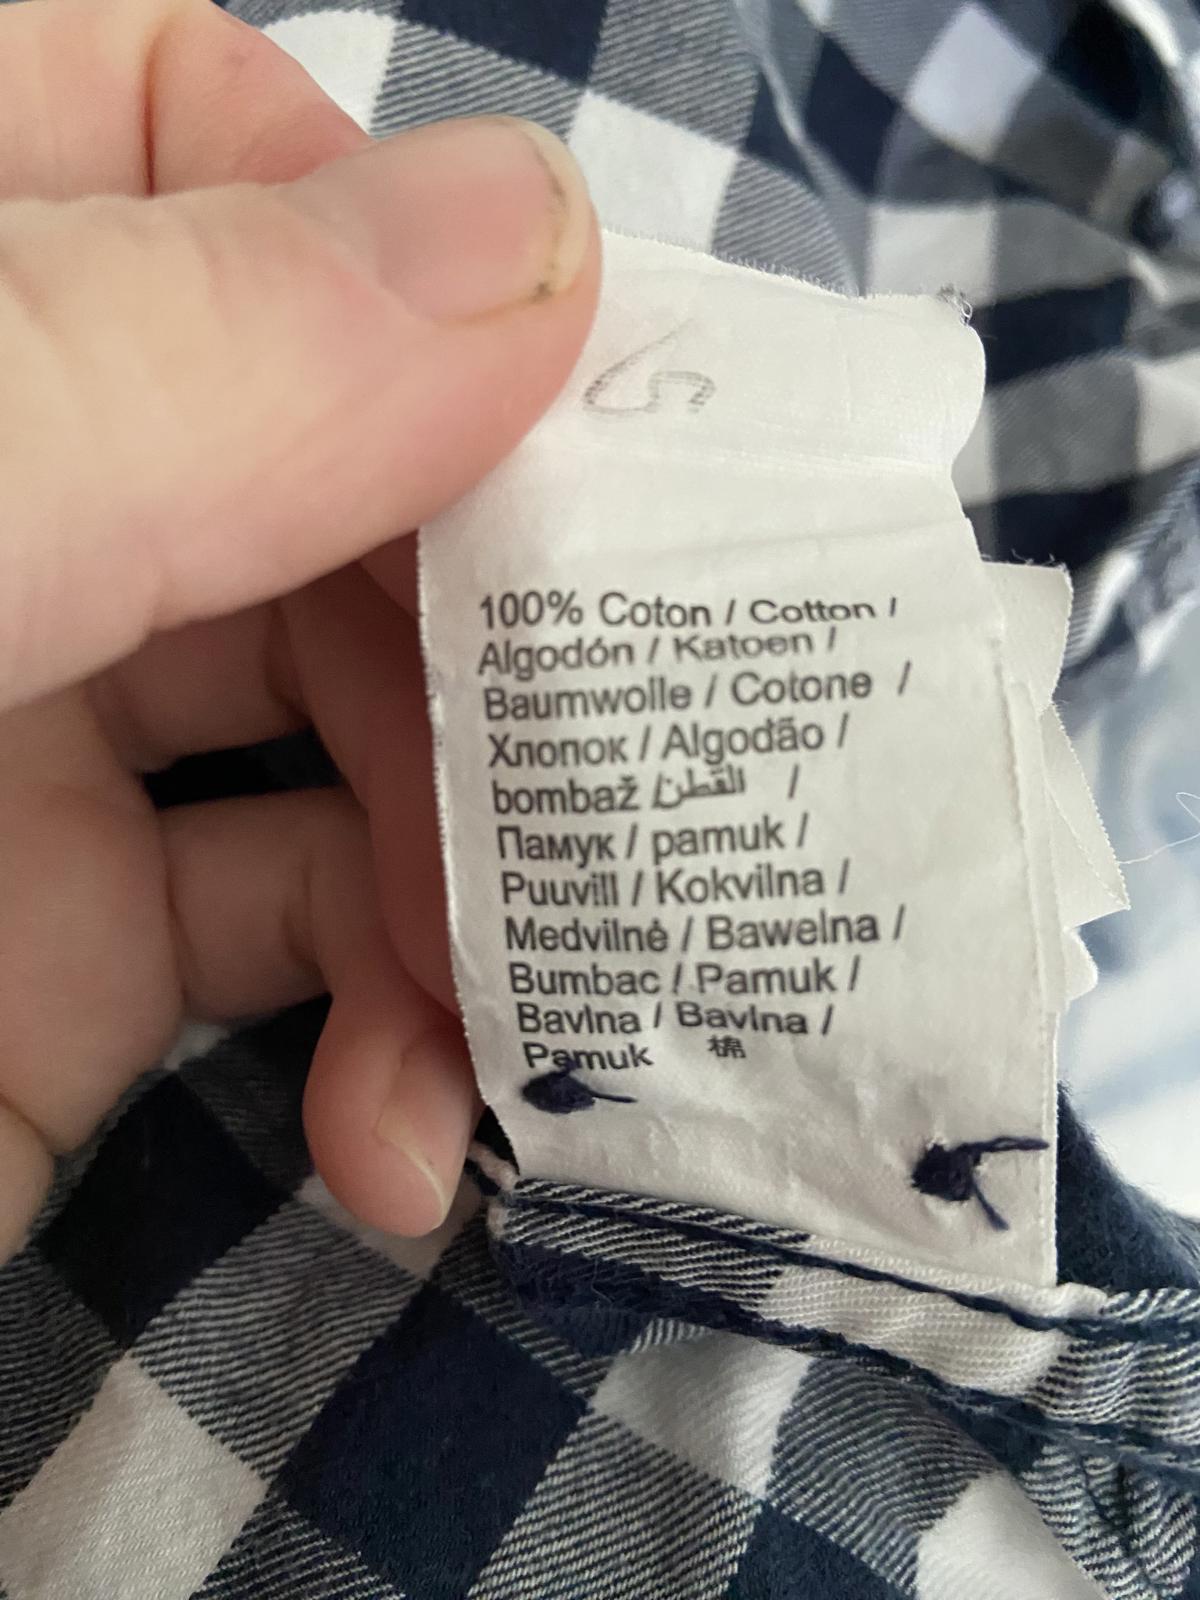 100% Coton / Cotton /
Algodón / Katoen /
Baumwolle / Cotone /
Хлопок / Algodão /
bombaž / القطن /
Памук / pamuk /
Puuvill / Kokvilna /
Medvilnė / Bawełna /
Bumbac / Pamuk /
Bavlna / Bavlna /
Pamuk 棉